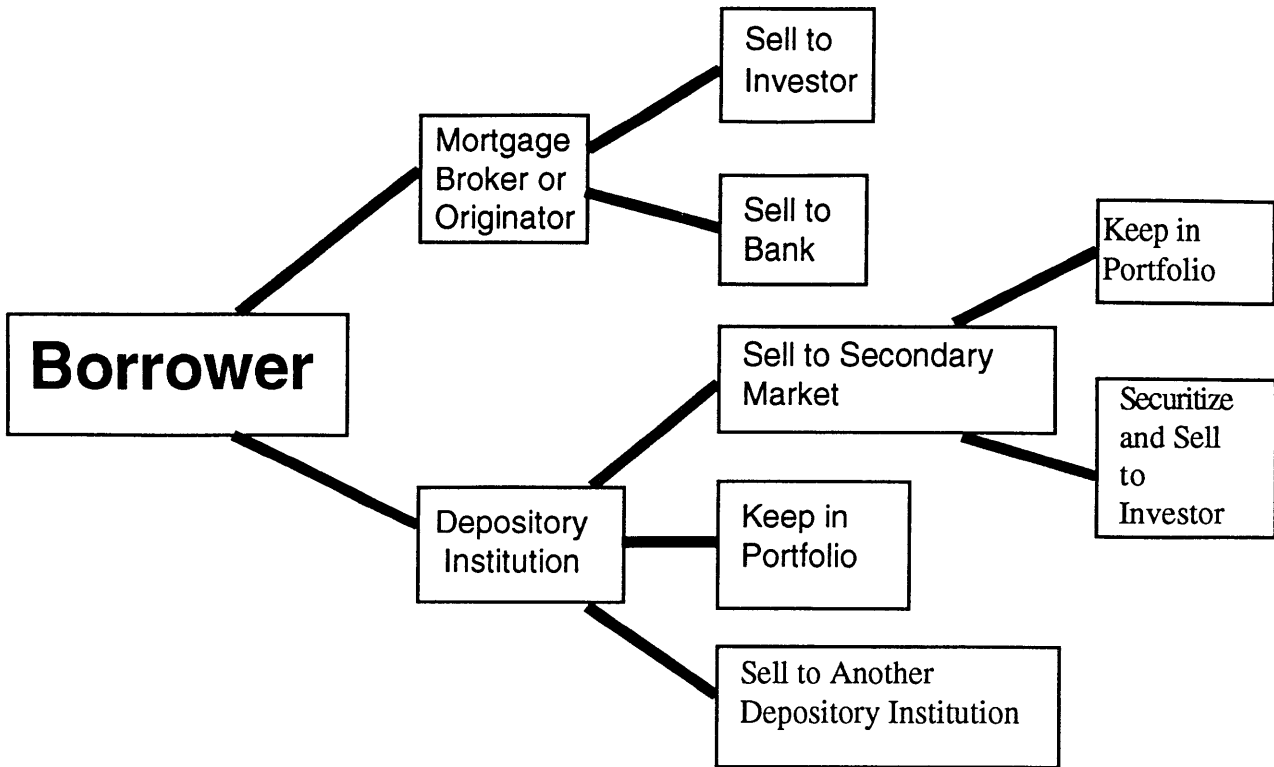 Borrower
Mortgage
Broker or
Originator
Sell to
Investor
Sell to
Bank
Depository
Institution
Sell to Secondary
Market
Keep in
Portfolio
Securitize
and Sell
to
Investor
Keep in
Portfolio
Sell to Another
Depository Institution